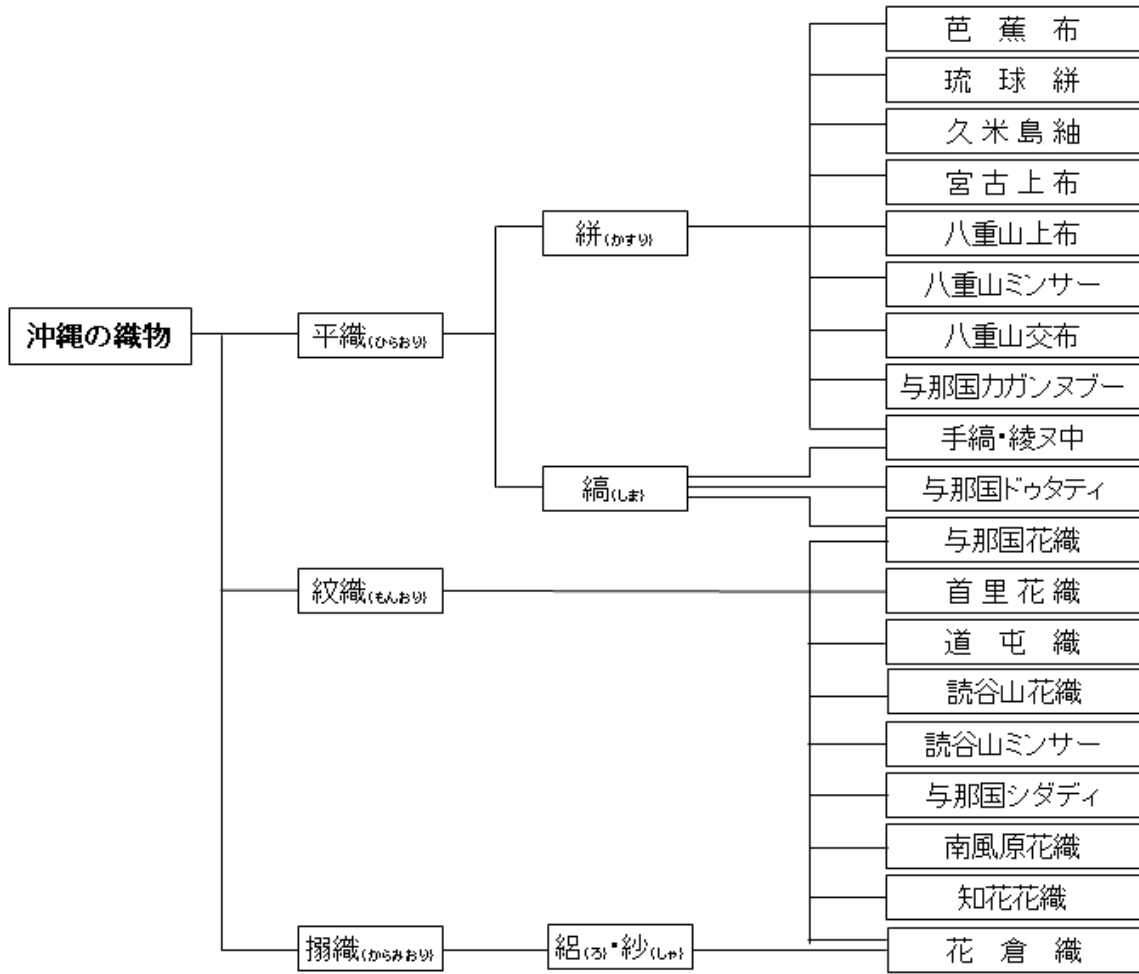 沖縄の織物
平織(ひらおり)
絣(かすり)
縞(しま)
紋織(もんおり)
搦織(からみおり)
絽(ろ)・紗(しゃ)
芭蕉布
琉球絣
久米島紬
宮古上布
八重山上布
八重山ミンサー
八重山交布
与那国カガンヌブー
手縞・綾ヌ中
与那国ドゥタティ
与那国花織
首里花織
道屯織
読谷山花織
読谷山ミンサー
与那国シダディ
南風原花織
知花花織
花倉織